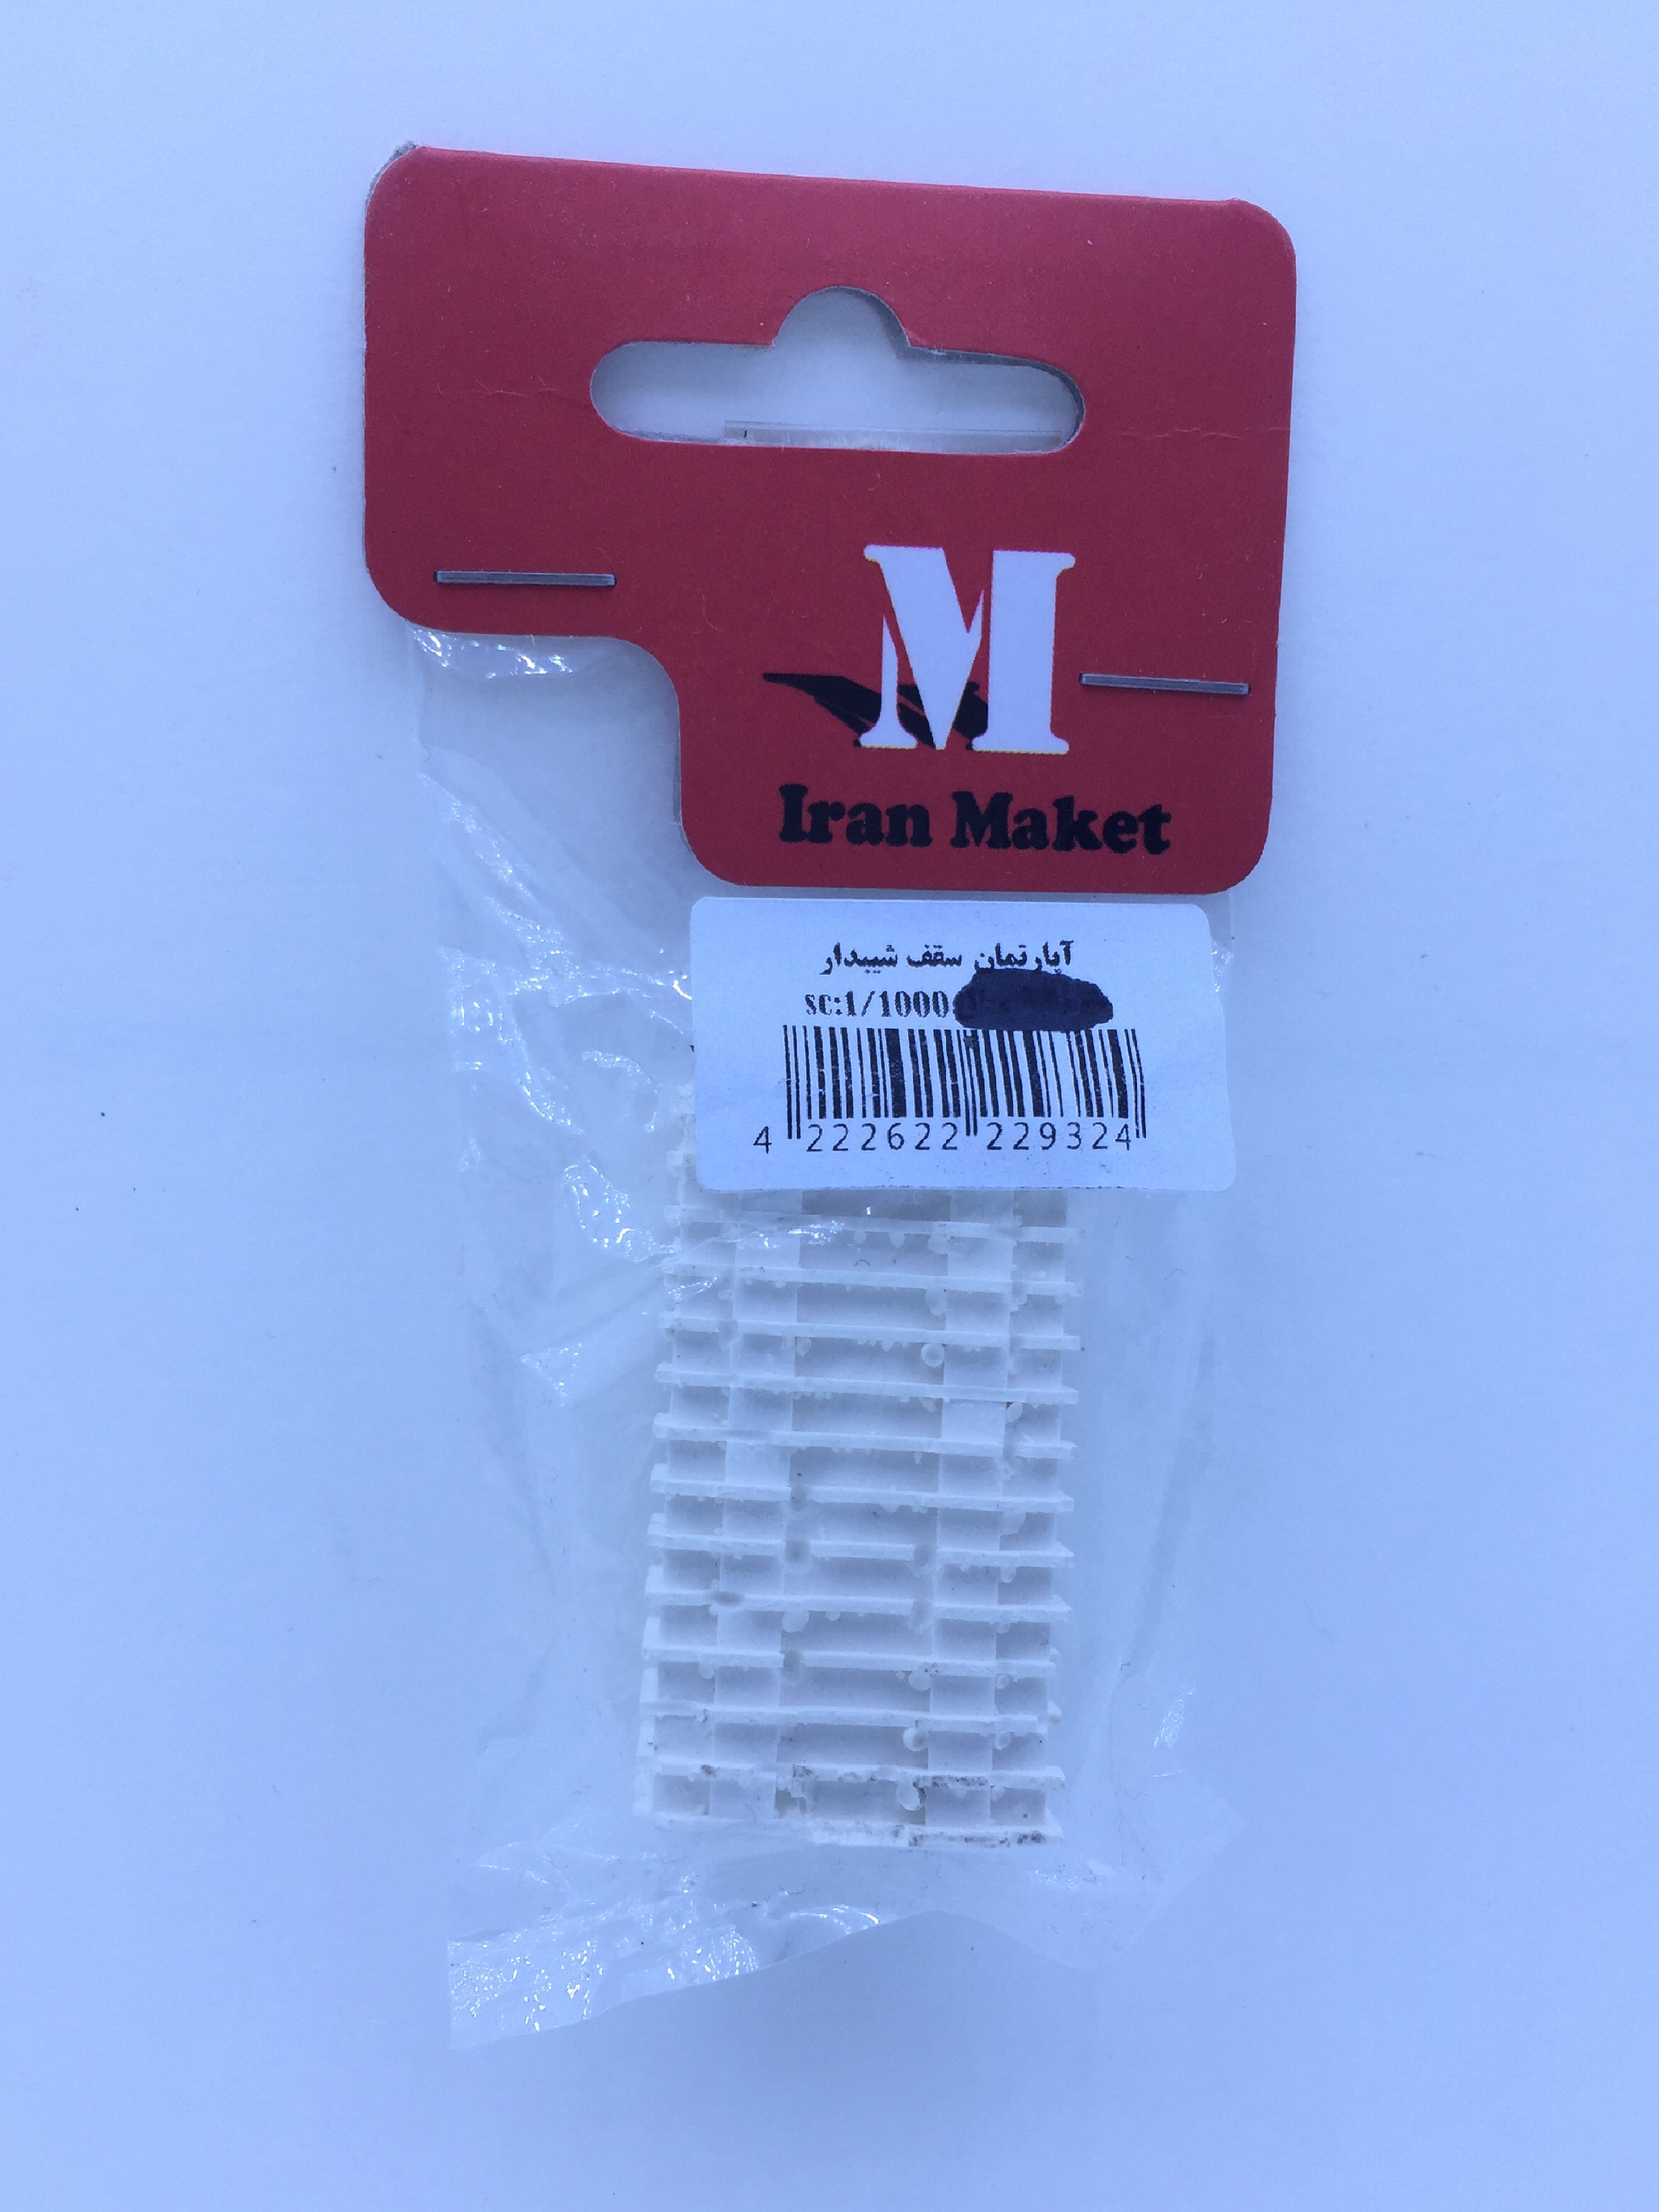 M
Iran Maket
آپارتمان سقف شیبدار
sc:1/1000
4 222622 229324